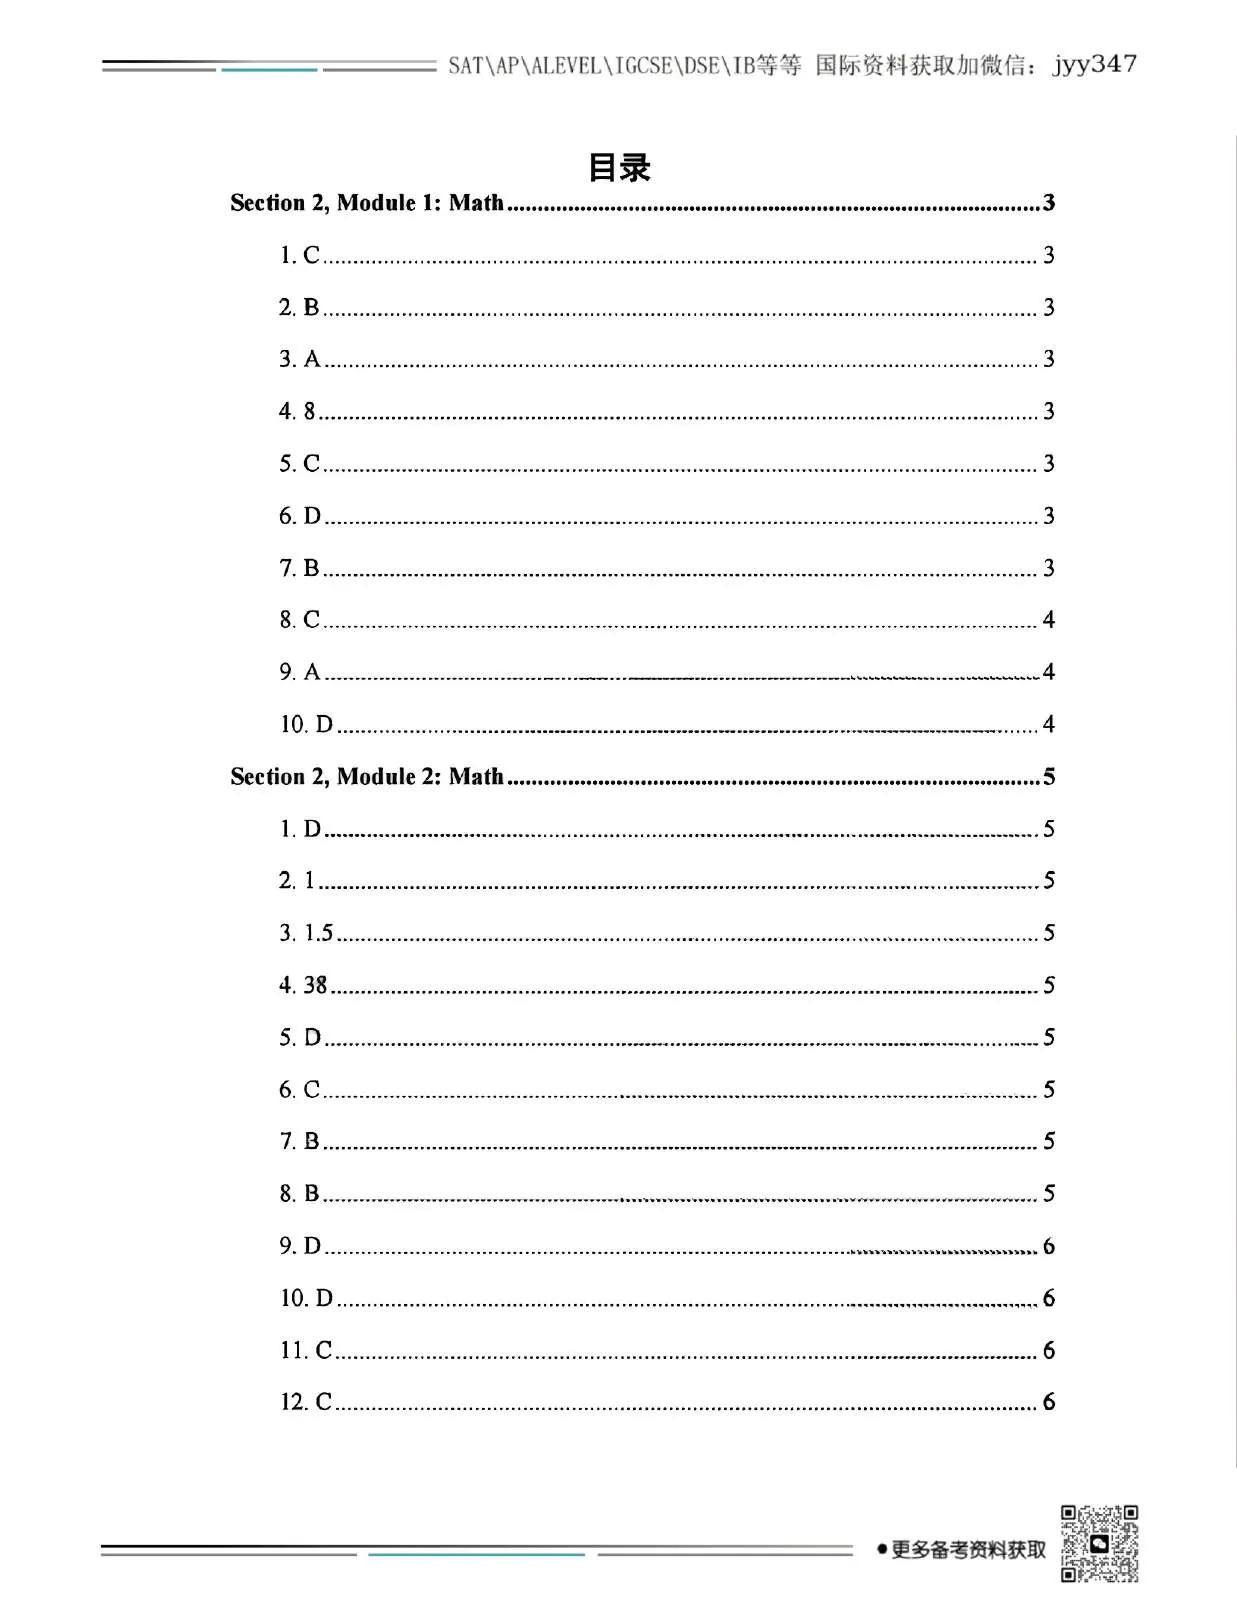 SAT\AP\ALEVEL\IGCSE\DSE\IB等等 国际资料获取加微信: jyy347
目录
Section 2, Module 1: Math 3
1. C 3
2. B 3
3. A 3
4. 8 3
5. C 3
6. D 3
7. B 3
8. C 4
9. A 4
10. D 4
Section 2, Module 2: Math 5
1. D 5
2. 1 5
3. 1.5 5
4. 38 5
5. D 5
6. C 5
7. B 5
8. B 5
9. D 6
10. D 6
11. C 6
12. C 6
●更多备考资料获取